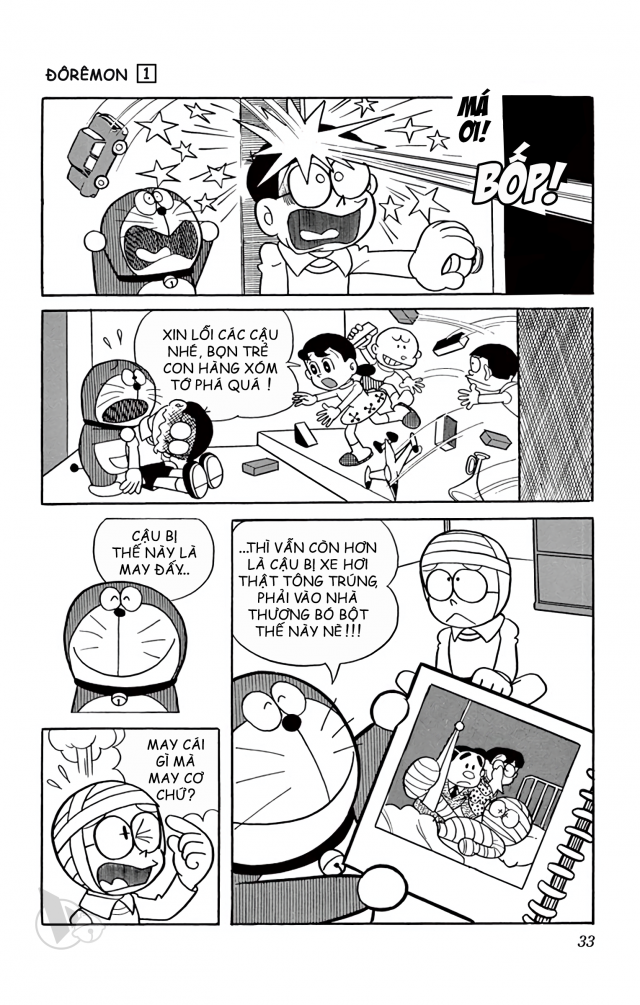 ĐÔRÊMON 1
MÁ
ƠI!
BỐP!
XIN LỖI CÁC CẬU
NHÉ, BỌN TRẺ
CON HÀNG XÓM
TỚ PHÁ QUÁ !
CẬU BỊ
THẾ NÀY LÀ
MAY ĐẤY...
...THÌ VẪN CÒN HƠN
LÀ CẬU BỊ XE HƠI
THẬT TÔNG TRÚNG,
PHẢI VÀO NHÀ
THƯƠNG BÓ BỘT
THẾ NÀY NÈ!!!
MAY CÁI
GÌ MÀ
MAY CƠ
CHỨ?
33